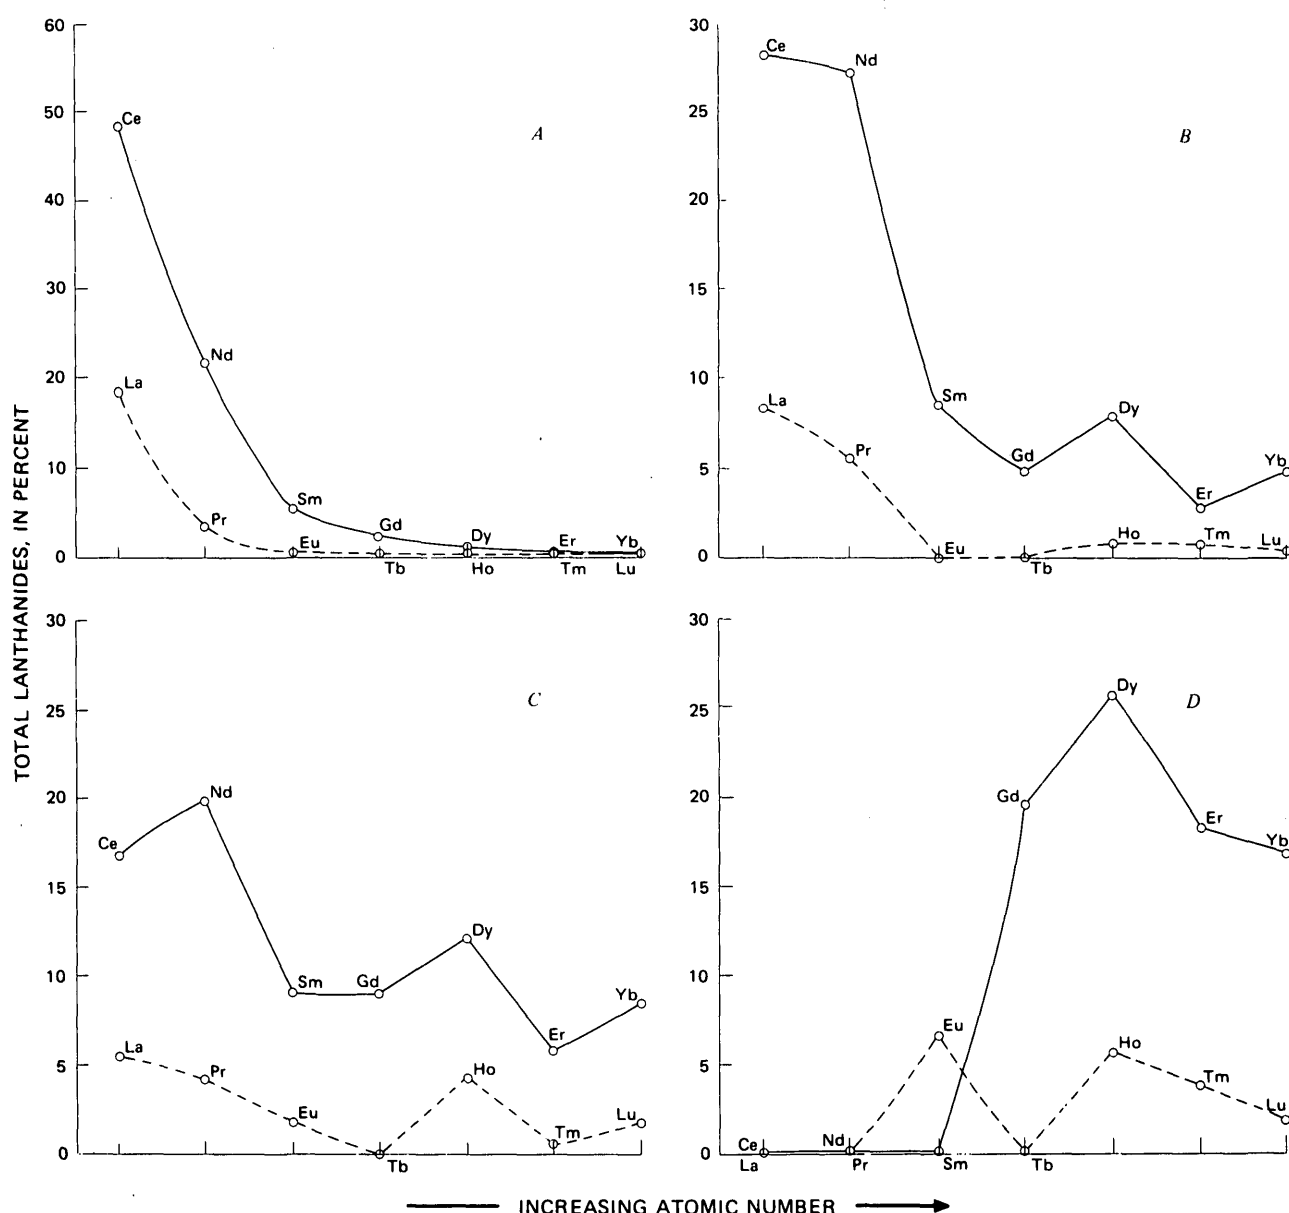 TOTAL LANTHANIDES, IN PERCENT
60
50
40
30
20
10
0
A
Ce
La
Nd
Pr
Sm
Eu
Gd
Tb
Dy
Ho
Er
Tm
Yb
Lu
30
25
20
15
10
5
0
B
Ce
Nd
La
Pr
Sm
Eu
Gd
Tb
Dy
Ho
Er
Tm
Yb
Lu
30
25
20
15
10
5
0
C
Ce
Nd
La
Pr
Sm
Eu
Gd
Tb
Dy
Ho
Er
Tm
Yb
Lu
30
25
20
15
10
5
0
D
Ce
La
Nd
Pr
Eu
Sm
Gd
Tb
Dy
Ho
Er
Tm
Yb
Lu
INCREASING ATOMIC NUMBER